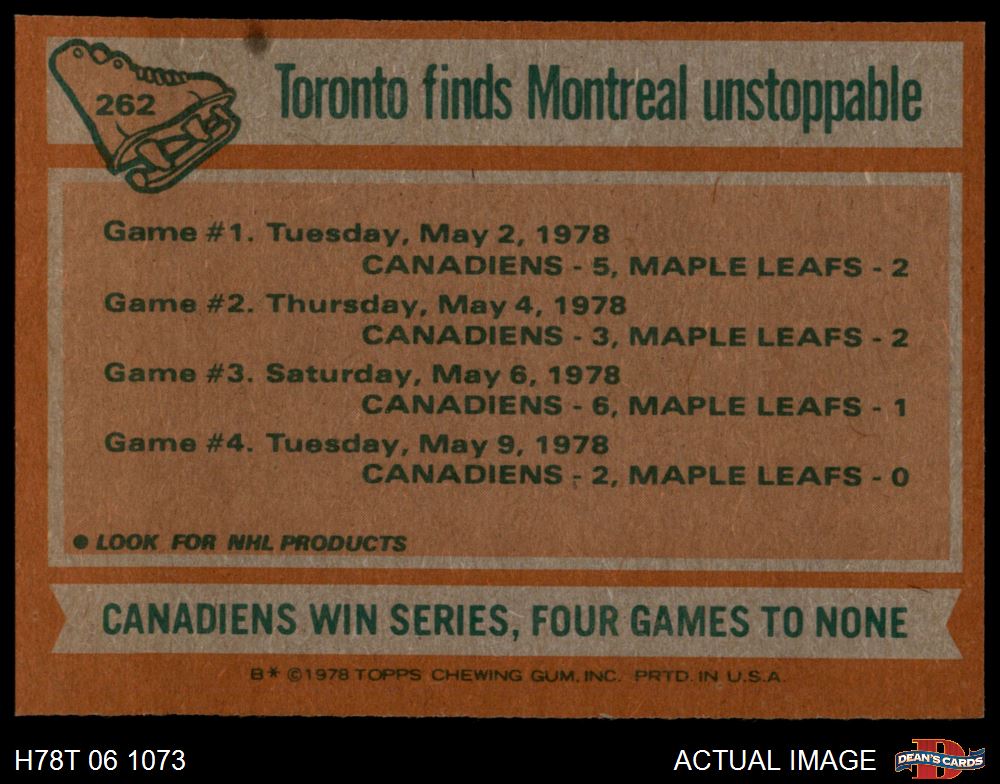 262
Toronto finds Montreal unstoppable
Game #1. Tuesday, May 2, 1978
CANADIENS - 5, MAPLE LEAFS - 2
Game #2. Thursday, May 4, 1978
CANADIENS - 3, MAPLE LEAFS - 2
Game #3. Saturday, May 6, 1978
CANADIENS - 6, MAPLE LEAFS - 1
Game #4. Tuesday, May 9, 1978
CANADIENS - 2, MAPLE LEAFS - 0
● LOOK FOR NHL PRODUCTS
CANADIENS WIN SERIES, FOUR GAMES TO NONE
B* ©1978 TOPPS CHEWING GUM, INC. PRTD. IN U.S.A.
H78T 06 1073
ACTUAL IMAGE
D
DEAN'S CARDS